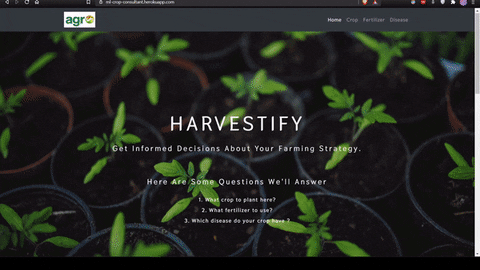 ml-crop-consultant.herokuapp.com
agro
Home Crop Fertilizer Disease
HARVESTIFY
Get Informed Decisions About Your Farming Strategy.
Here Are Some Questions We'll Answer
1. What crop to plant here?
2. What fertilizer to use?
3. Which disease do your crop have ?